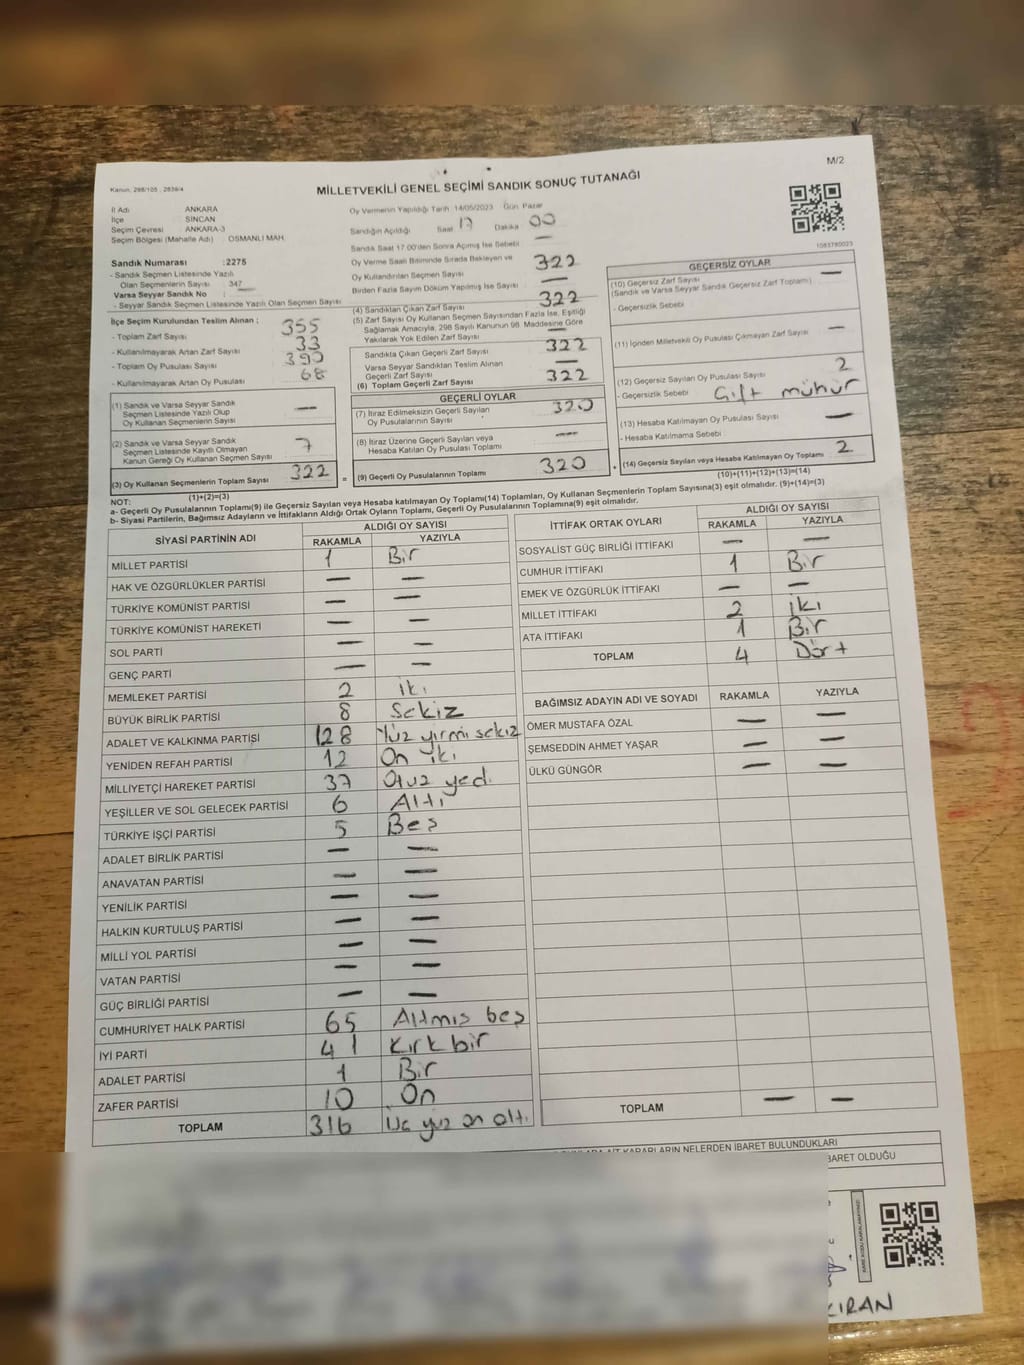 M/2
Kanun, 298/105 , 2839/4
MİLLETVEKİLİ GENEL SEÇİMİ SANDIK SONUÇ TUTANAĞI
İl Adı ANKARA
İlçe SİNCAN
Seçim Çevresi ANKARA-3
Seçim Bölgesi (Mahalle Adı) OSMANLI MAH.
Sandık Numarası :2275
- Sandık Seçmen Listesinde Yazılı
Olan Seçmenlerin Sayısı : 347
Varsa Seyyar Sandık No :
- Seyyar Sandık Seçmen Listesinde Yazılı Olan Seçmen Sayısı
Oy Vermenin Yapıldığı Tarih 14/05/2023 Gün Pazar
Sandığın Açıldığı Saat 17 Dakika 00
Sandık Saat 17.00'den Sonra Açmış İse Sebebi —
Oy Verme Saati Bitiminde Sırada Bekleyen ve
Oy Kullandırılan Seçmen Sayısı 322
Birden Fazla Sayım Döküm Yapılmış İse Sayısı —
1083780023
İlçe Seçim Kurulundan Teslim Alınan ;
- Toplam Zarf Sayısı 355
- Kullanılmayarak Artan Zarf Sayısı 33
- Toplam Oy Pusulası Sayısı 390
- Kullanılmayarak Artan Oy Pusulası 68
(1) Sandık ve Varsa Seyyar Sandık
Seçmen Listesinde Yazılı Olup
Oy Kullanan Seçmenlerin Sayısı —
(2) Sandık ve Varsa Seyyar Sandık
Seçmen Listesinde Kayıtlı Olmayan
Kanun Gereği Oy Kullanan Seçmen Sayısı 7
(3) Oy Kullanan Seçmenlerin Toplam Sayısı 322
(1)+(2)=(3)
(4) Sandıktan Çıkan Zarf Sayısı 322
(5) Zarf Sayısı Oy Kullanan Seçmen Sayısından Fazla İse, Eşitliği
Sağlamak Amacıyla, 298 Sayılı Kanunun 98. Maddesine Göre
Yakılarak Yok Edilen Zarf Sayısı —
Sandıkta Çıkan Geçerli Zarf Sayısı 322
Varsa Seyyar Sandıktan Teslim Alınan
Geçerli Zarf Sayısı —
(6) Toplam Geçerli Zarf Sayısı 322
GEÇERLİ OYLAR
(7) İtiraz Edilmeksizin Geçerli Sayılan
Oy Pusulalarının Sayısı 320
(8) İtiraz Üzerine Geçerli Sayılan veya
Hesaba Katılan Oy Pusulası Toplamı —
= (9) Geçerli Oy Pusulalarının Toplamı 320
GEÇERSİZ OYLAR
(10) Geçersiz Zarf Sayısı —
(Sandık ve Varsa Seyyar Sandık Geçersiz Zarf Toplamı)
- Geçersizlik Sebebi
(11) İçinden Milletvekili Oy Pusulası Çıkmayan Zarf Sayısı —
(12) Geçersiz Sayılan Oy Pusulası Sayısı 2
- Geçersizlik Sebebi Çift mühür
(13) Hesaba Katılmayan Oy Pusulası Sayısı —
- Hesaba Katılmama Sebebi
+ (14) Geçersiz Sayılan veya Hesaba Katılmayan Oy Toplamı 2
(10)+(11)+(12)+(13)=(14)
NOT:
a- Geçerli Oy Pusulalarının Toplamı(9) ile Geçersiz Sayılan veya Hesaba katılmayan Oy Toplamı(14) Toplamları, Oy Kullanan Seçmenlerin Toplam Sayısına(3) eşit olmalıdır. (9)+(14)=(3)
b- Siyasi Partilerin, Bağımsız Adayların ve İttifakların Aldığı Ortak Oyların Toplamı, Geçerli Oy Pusulalarının Toplamına(9) eşit olmalıdır.
SİYASİ PARTİNİN ADI ALDIĞI OY SAYISI
RAKAMLA YAZIYLA
MİLLET PARTİSİ 1 Bir
HAK VE ÖZGÜRLÜKLER PARTİSİ — —
TÜRKİYE KOMÜNİST PARTİSİ — —
TÜRKİYE KOMÜNİST HAREKETİ — —
SOL PARTİ — —
GENÇ PARTİ — —
MEMLEKET PARTİSİ 2 iki
BÜYÜK BİRLİK PARTİSİ 8 Sekiz
ADALET VE KALKINMA PARTİSİ 128 Yüz yirmi sekiz
YENİDEN REFAH PARTİSİ 12 On iki
MİLLİYETÇİ HAREKET PARTİSİ 37 Otuz yedi
YEŞİLLER VE SOL GELECEK PARTİSİ 6 Altı
TÜRKİYE İŞÇİ PARTİSİ 5 Beş
ADALET BİRLİK PARTİSİ — —
ANAVATAN PARTİSİ — —
YENİLİK PARTİSİ — —
HALKIN KURTULUŞ PARTİSİ — —
MİLLİ YOL PARTİSİ — —
VATAN PARTİSİ — —
GÜÇ BİRLİĞİ PARTİSİ — —
CUMHURİYET HALK PARTİSİ 65 Altmış beş
İYİ PARTİ 41 Kırk bir
ADALET PARTİSİ 1 Bir
ZAFER PARTİSİ 10 On
TOPLAM 316 Üç yüz on altı
İTTİFAK ORTAK OYLARI ALDIĞI OY SAYISI
RAKAMLA YAZIYLA
SOSYALİST GÜÇ BİRLİĞİ İTTİFAKI — —
CUMHUR İTTİFAKI 1 Bir
EMEK VE ÖZGÜRLÜK İTTİFAKI — —
MİLLET İTTİFAKI 2 iki
ATA İTTİFAKI 1 Bir
TOPLAM 4 Dört
BAĞIMSIZ ADAYIN ADI VE SOYADI RAKAMLA YAZIYLA
ÖMER MUSTAFA ÖZAL — —
ŞEMSEDDİN AHMET YAŞAR — —
ÜLKÜ GÜNGÖR — —
TOPLAM — —
KARARLARIN NELERDEN İBARET BULUNDUKLARI
BARET OLDUĞU
KIRAN